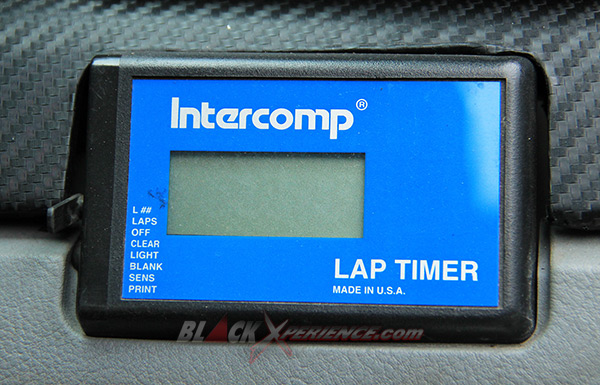 Intercomp®
L ##
LAPS
OFF
CLEAR
LIGHT
BLANK
SENS
PRINT
LAP TIMER
MADE IN U.S.A.
BLACKXPERIENCE.com